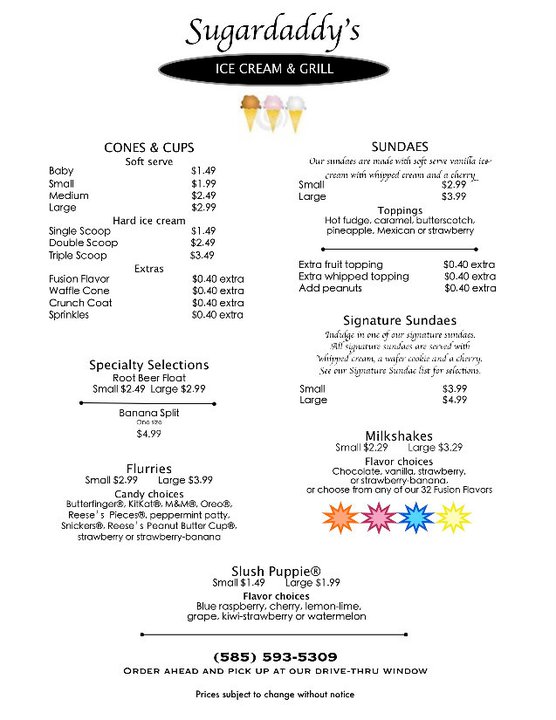 Sugardaddy's
ICE CREAM & GRILL
CONES & CUPS
Soft serve
Baby $1.49
Small $1.99
Medium $2.49
Large $2.99
Hard ice cream
Single Scoop $1.49
Double Scoop $2.49
Triple Scoop $3.49
Extras
Fusion Flavor $0.40 extra
Waffle Cone $0.40 extra
Crunch Coat $0.40 extra
Sprinkles $0.40 extra
Specialty Selections
Root Beer Float
Small $2.49 Large $2.99
Banana Split
One size
$4.99
Flurries
Small $2.99 Large $3.99
Candy choices
Butterfinger®, KitKat®, M&M®, Oreo®,
Reese's Pieces®, peppermint patty,
Snickers®, Reese's Peanut Butter Cup®,
strawberry or strawberry-banana
SUNDAES
Our sundaes are made with soft serve vanilla ice
cream with whipped cream and a cherry
Small $2.99
Large $3.99
Toppings
Hot fudge, caramel, butterscotch,
pineapple, Mexican or strawberry
Extra fruit topping $0.40 extra
Extra whipped topping $0.40 extra
Add peanuts $0.40 extra
Signature Sundaes
Indulge in one of our signature sundaes.
All signature sundaes are served with
whipped cream, a wafer cookie and a cherry.
See our Signature Sundae list for selections.
Small $3.99
Large $4.99
Milkshakes
Small $2.29 Large $3.29
Flavor choices
Chocolate, vanilla, strawberry,
or strawberry-banana,
or choose from any of our 32 Fusion Flavors
Slush Puppie®
Small $1.49 Large $1.99
Flavor choices
Blue raspberry, cherry, lemon-lime,
grape, kiwi-strawberry or watermelon
(585) 593-5309
ORDER AHEAD AND PICK UP AT OUR DRIVE-THRU WINDOW
Prices subject to change without notice